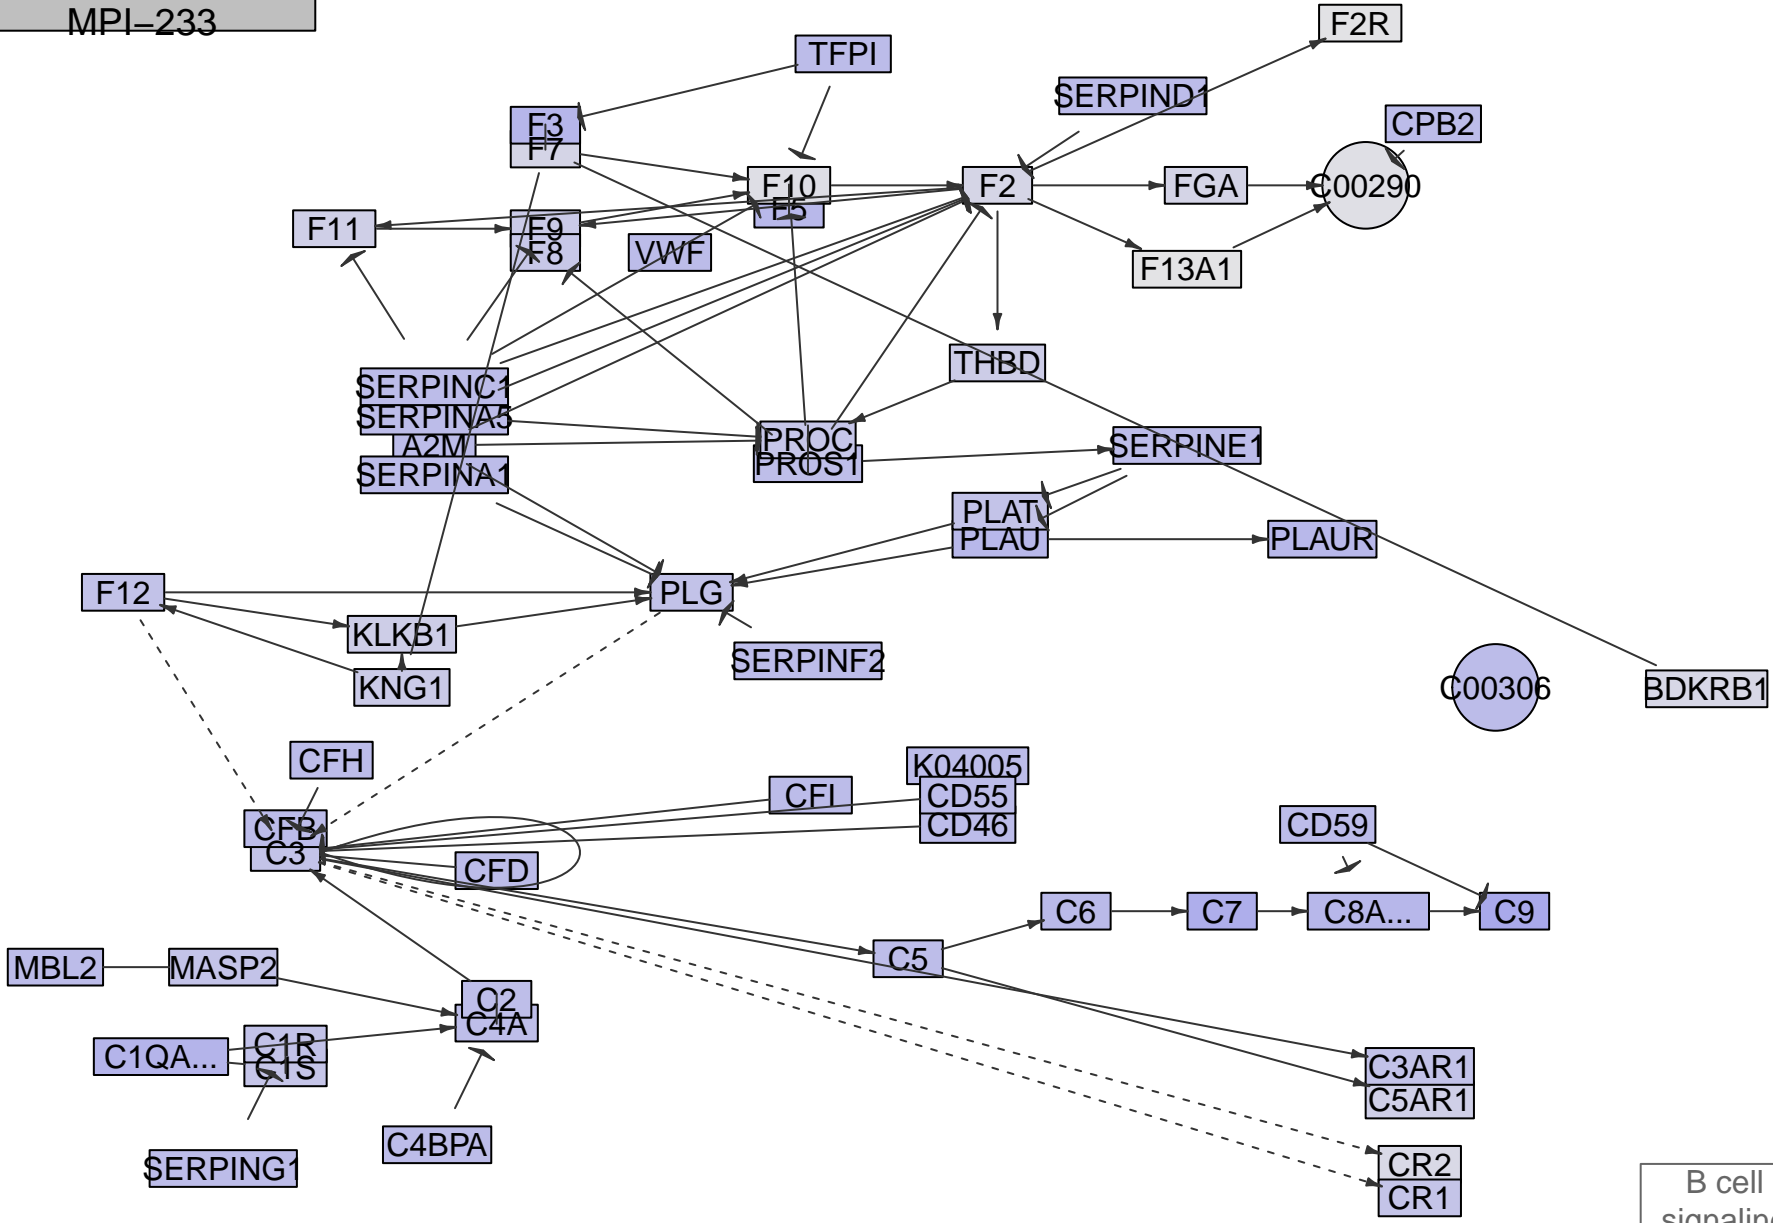 MPI–233
F2R
TFPI
SERPIND1
CPB2
F3
F7
F10
F5
F2
FGA
C00290
F11
F9
F8
VWF
F13A1
THBD
SERPINC1
SERPINA5
A2M
SERPINA1
PROC
PROS1
SERPINE1
PLAT
PLAU
PLAUR
F12
PLG
KLKB1
KNG1
SERPINF2
C00306
BDKRB1
CFH
CFI
K04005
CD55
CD46
CFB
C3
CFD
CD59
C6
C7
C8A...
C9
C5
MBL2
MASP2
C2
C4A
C1QA...
C1R
C1S
C3AR1
C5AR1
C4BPA
SERPING1
CR2
CR1
B cell
signaling